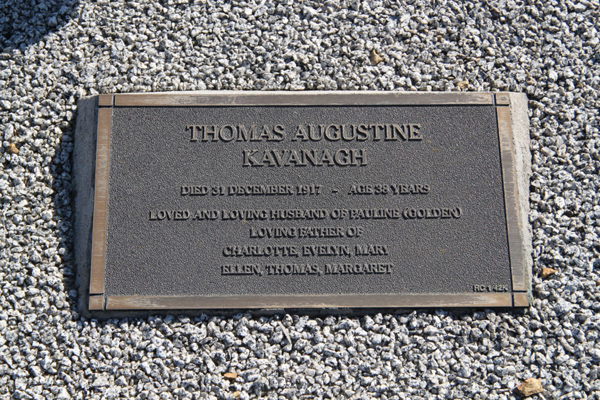 THOMAS AUGUSTINE
KAVANAGH
DIED 31 DECEMBER 1917 - AGE 38 YEARS
LOVED AND LOVING HUSBAND OF PAULINE (GOLDEN)
LOVING FATHER OF
CHARLOTTE, EVELYN, MARY
ELLEN, THOMAS, MARGARET